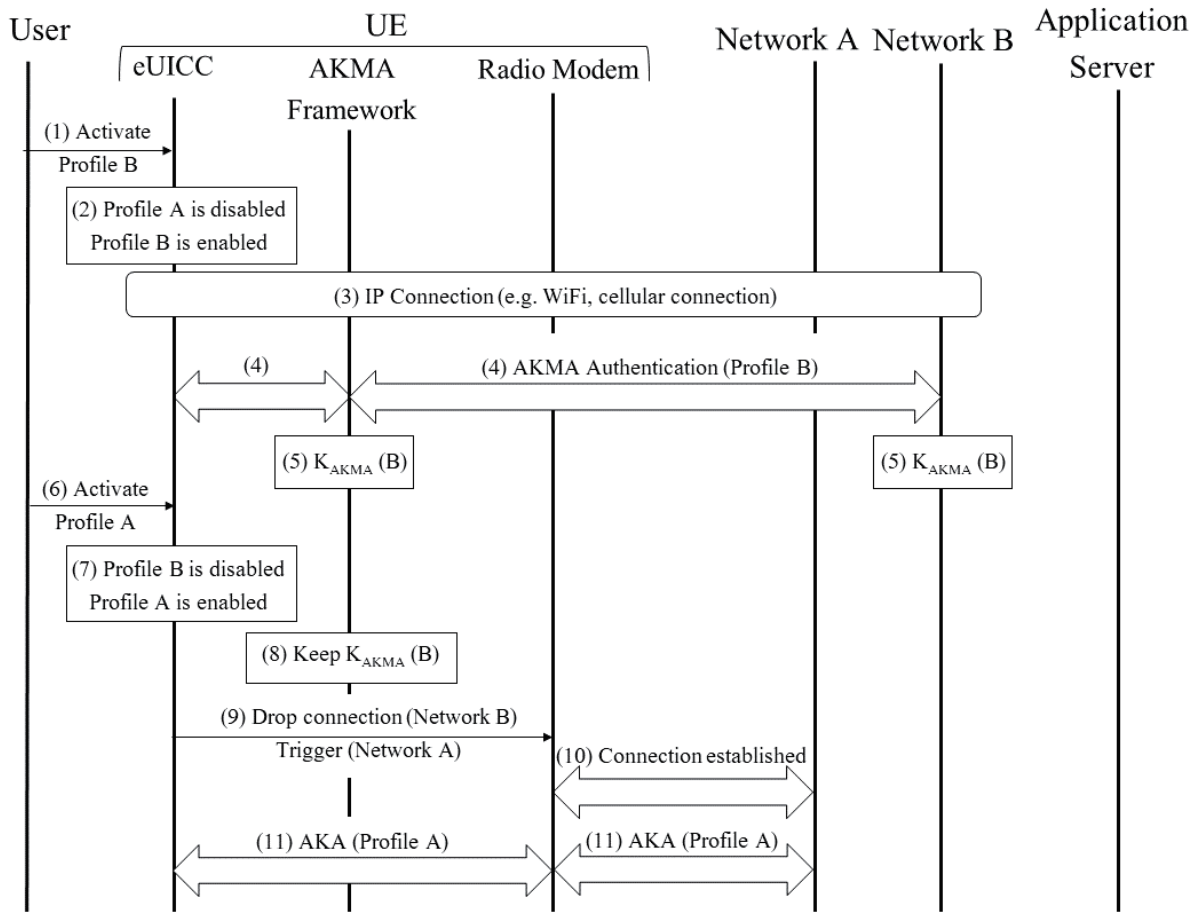 User
UE
eUICC
AKMA
Framework
Radio Modem
Network A
Network B
Application
Server
(1) Activate
Profile B
(2) Profile A is disabled
Profile B is enabled
(3) IP Connection (e.g. WiFi, cellular connection)
(4)
(4) AKMA Authentication (Profile B)
(5) KAKMA (B)
(5) KAKMA (B)
(6) Activate
Profile A
(7) Profile B is disabled
Profile A is enabled
(8) Keep KAKMA (B)
(9) Drop connection (Network B)
Trigger (Network A)
(10) Connection established
(11) AKA (Profile A)
(11) AKA (Profile A)